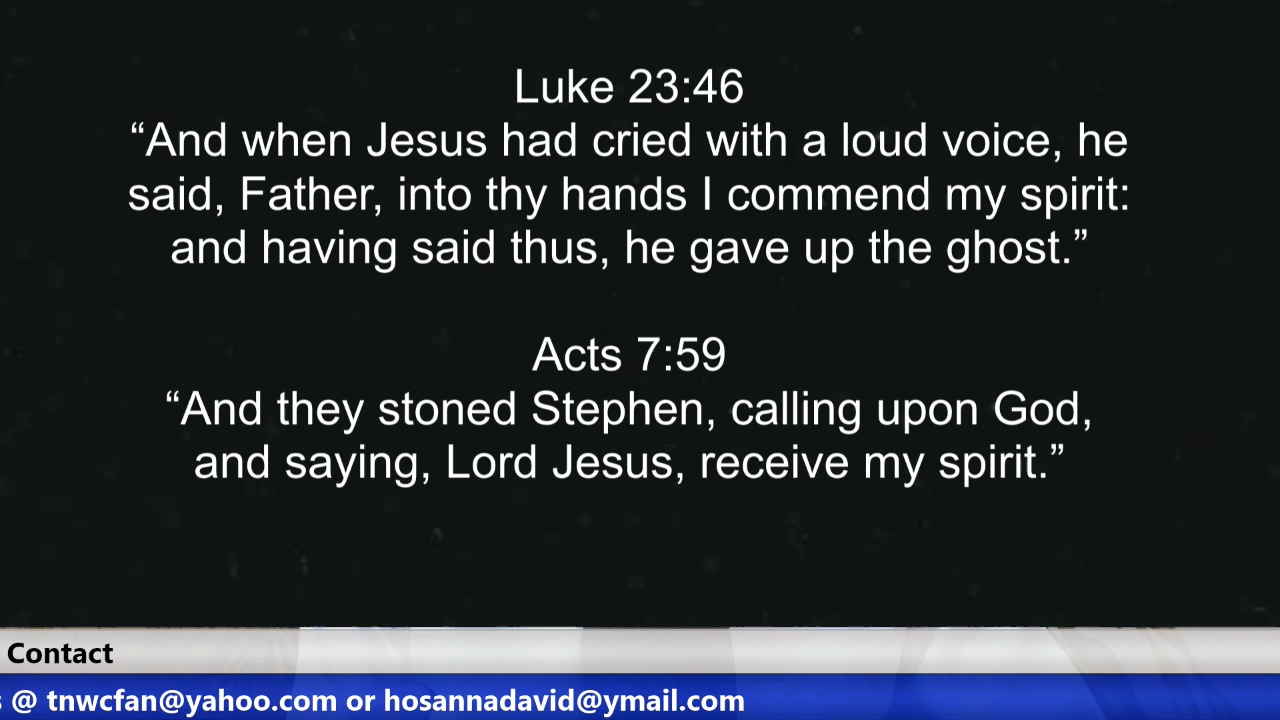 Luke 23:46
“And when Jesus had cried with a loud voice, he
said, Father, into thy hands I commend my spirit:
and having said thus, he gave up the ghost.”
Acts 7:59
“And they stoned Stephen, calling upon God,
and saying, Lord Jesus, receive my spirit.”
Contact
@ tnwcfan@yahoo.com or hosannadavid@ymail.com